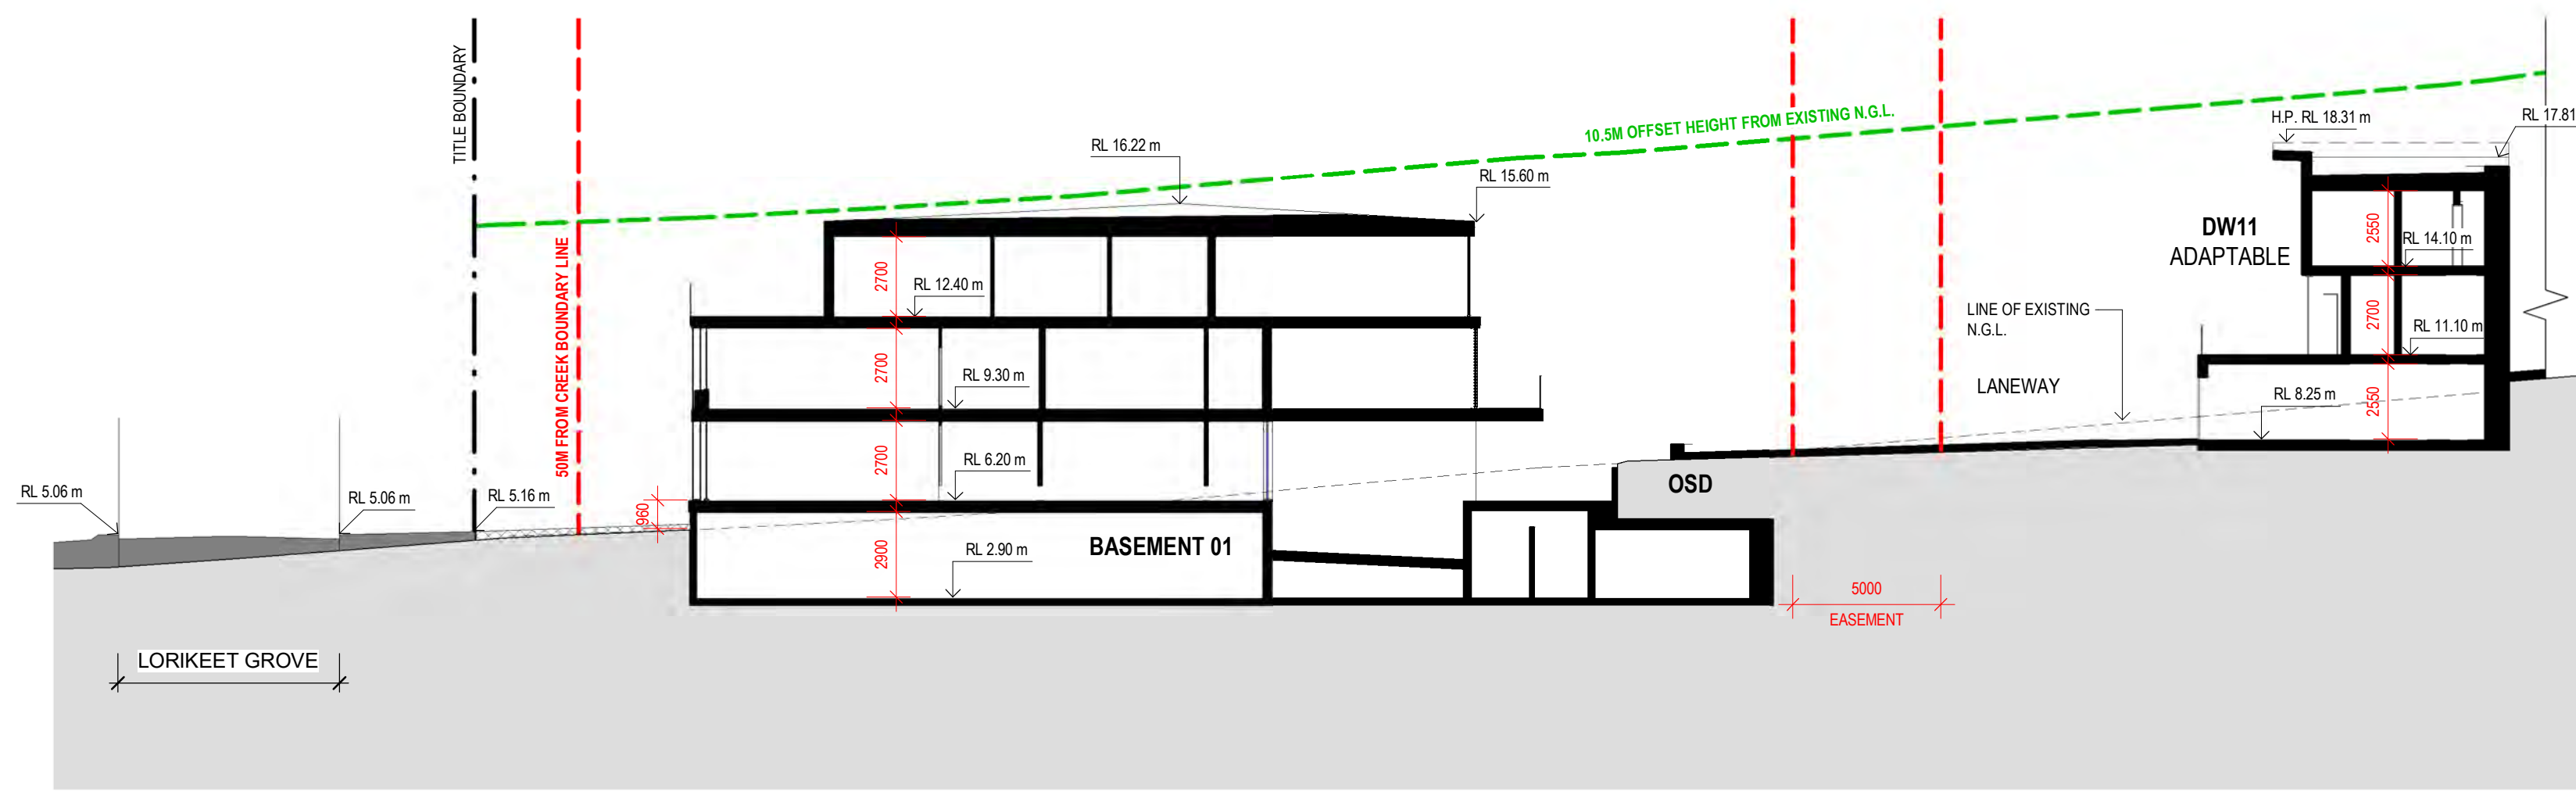 TITLE BOUNDARY
50M FROM CREEK BOUNDARY LINE
10.5M OFFSET HEIGHT FROM EXISTING N.G.L.
H.P. RL 18.31 m
RL 17.81
RL 16.22 m
RL 15.60 m
2550
DW11
ADAPTABLE
RL 14.10 m
2700
RL 12.40 m
LINE OF EXISTING
N.G.L.
2700
RL 11.10 m
2700
RL 9.30 m
LANEWAY
RL 8.25 m
2550
2700
RL 6.20 m
OSD
RL 5.06 m
RL 5.06 m
RL 5.16 m
960
2900
RL 2.90 m
BASEMENT 01
5000
EASEMENT
LORIKEET GROVE